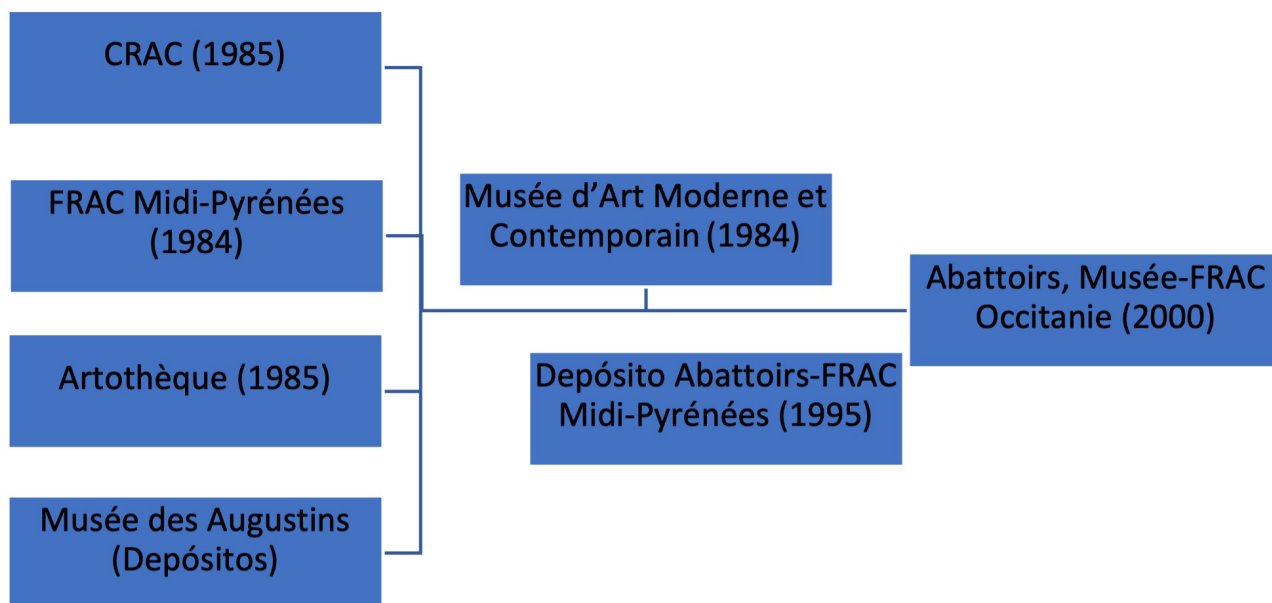 CRAC (1985)
FRAC Midi-Pyrénées
(1984)
Artothèque (1985)
Musée des Augustins
(Depósitos)
Musée d’Art Moderne et
Contemporain (1984)
Depósito Abattoirs-FRAC
Midi-Pyrénées (1995)
Abattoirs, Musée-FRAC
Occitanie (2000)